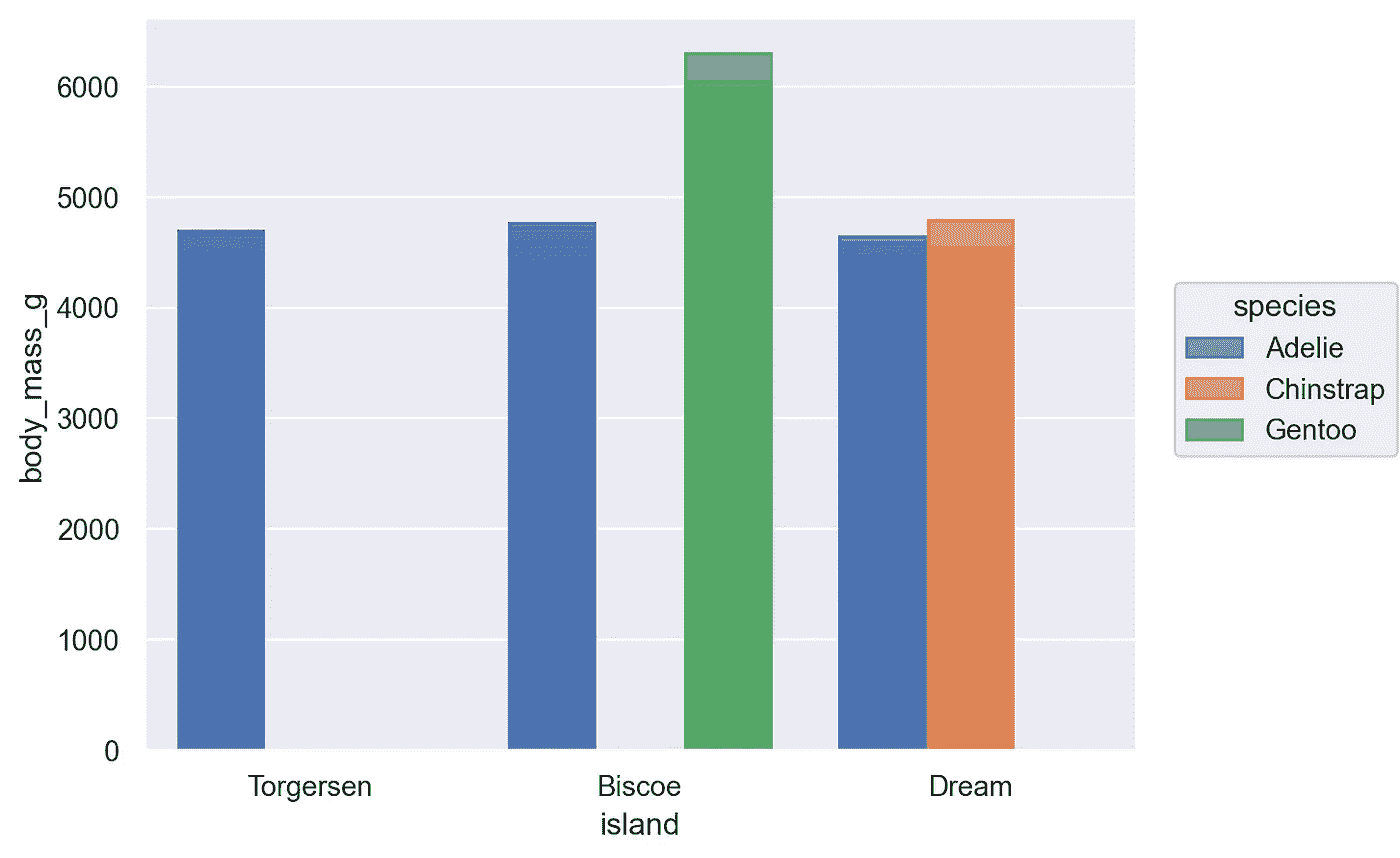 6000
5000
4000
3000
2000
1000
0
body_mass_g
Torgersen
Biscoe
Dream
island
species
Adelie
Chinstrap
Gentoo